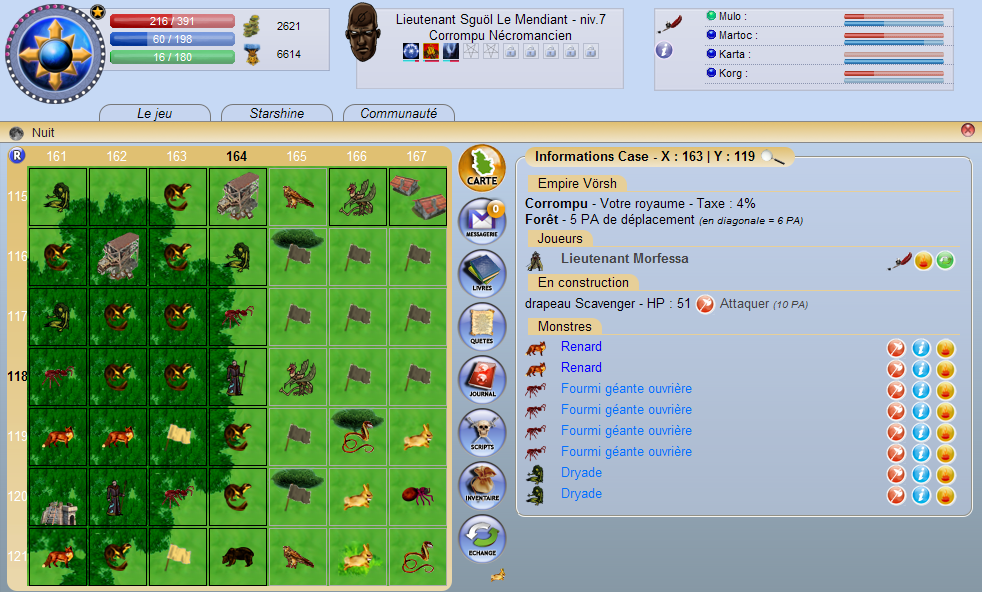 216 / 391
60 / 198
16 / 180
2621
6614
Lieutenant Sguöl Le Mendiant - niv.7
Corrompu Nécromancien
Mulo :
Martoc :
Karta :
Korg :
Le jeu
Starshine
Communauté
Nuit
R
161 162 163 164 165 166 167
115
116
117
118
119
120
121
CARTE
0
MESSAGERIE
LIVRES
QUETES
JOURNAL
SCRIPTS
INVENTAIRE
ECHANGE
Informations Case - X : 163 | Y : 119
Empire Vörsh
Corrompu - Votre royaume - Taxe : 4%
Forêt - 5 PA de déplacement (en diagonale = 6 PA)
Joueurs
Lieutenant Morfessa
En construction
drapeau Scavenger - HP : 51 Attaquer (10 PA)
Monstres
Renard
Renard
Fourmi géante ouvrière
Fourmi géante ouvrière
Fourmi géante ouvrière
Fourmi géante ouvrière
Dryade
Dryade